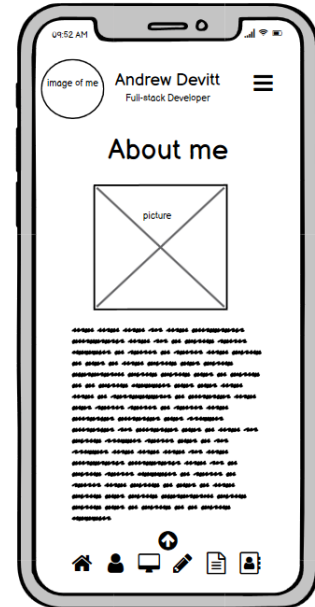 09:52 AM
image of me
Andrew Devitt
Full-stack Developer
About me
picture